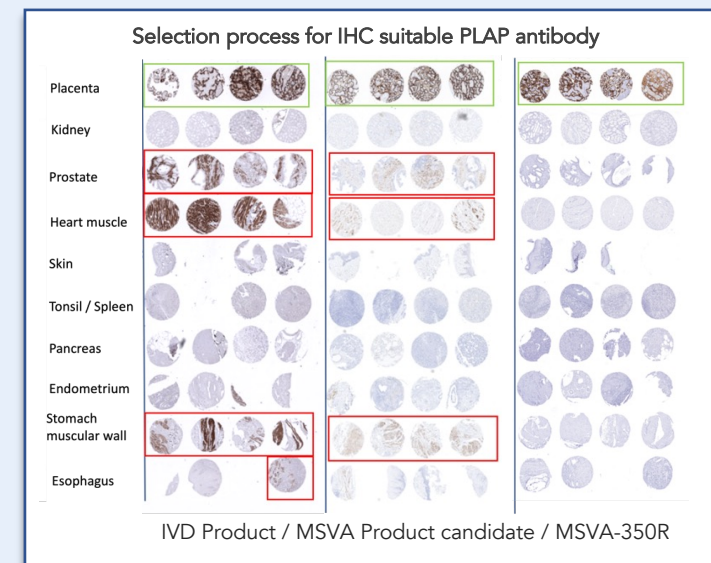 Selection process for IHC suitable PLAP antibody
Placenta
Kidney
Prostate
Heart muscle
Skin
Tonsil / Spleen
Pancreas
Endometrium
Stomach
muscular wall
Esophagus
IVD Product / MSVA Product candidate / MSVA-350R